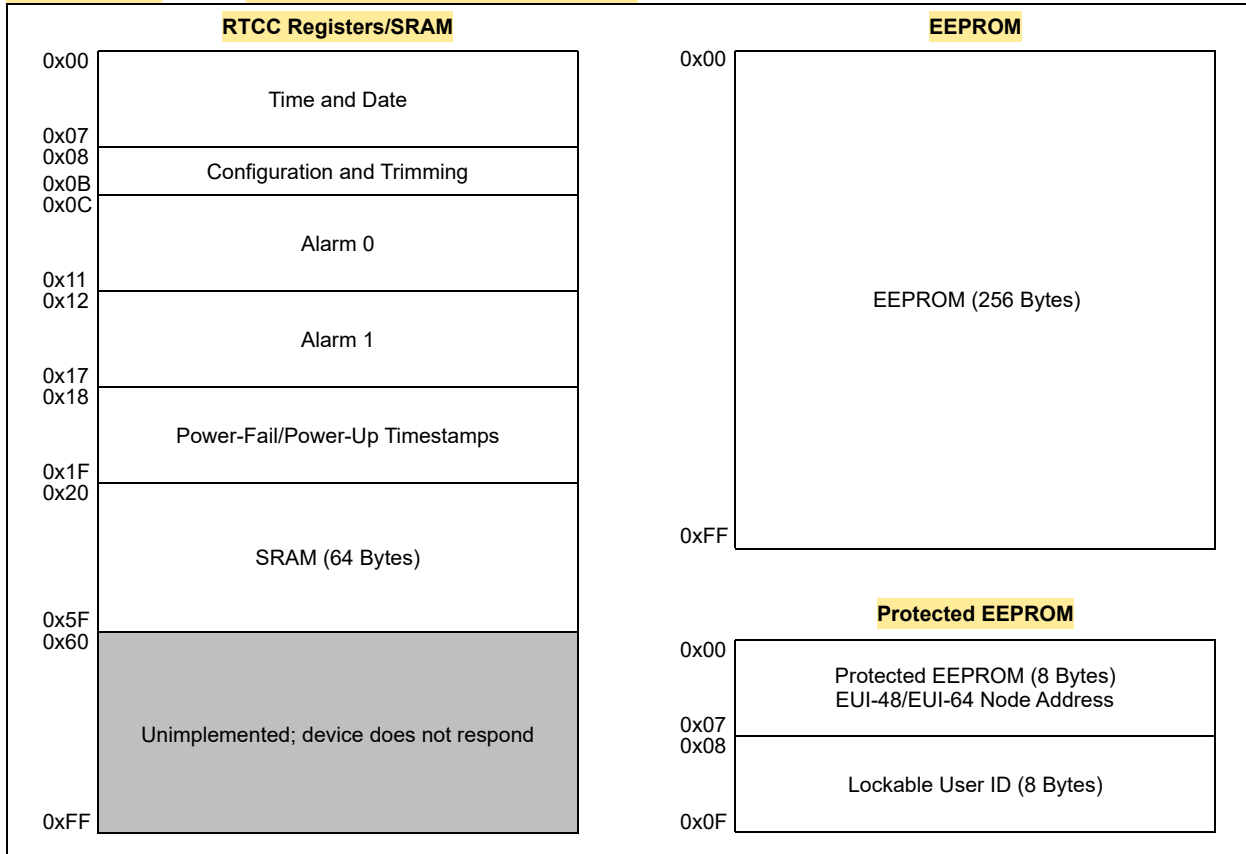 RTCC Registers/SRAM
0x00
Time and Date
0x07
0x08
Configuration and Trimming
0x0B
0x0C
Alarm 0
0x11
0x12
Alarm 1
0x17
0x18
Power-Fail/Power-Up Timestamps
0x1F
0x20
SRAM (64 Bytes)
0x5F
0x60
Unimplemented; device does not respond
0xFF
EEPROM
0x00
EEPROM (256 Bytes)
0xFF
Protected EEPROM
0x00
Protected EEPROM (8 Bytes)
EUI-48/EUI-64 Node Address
0x07
0x08
Lockable User ID (8 Bytes)
0x0F